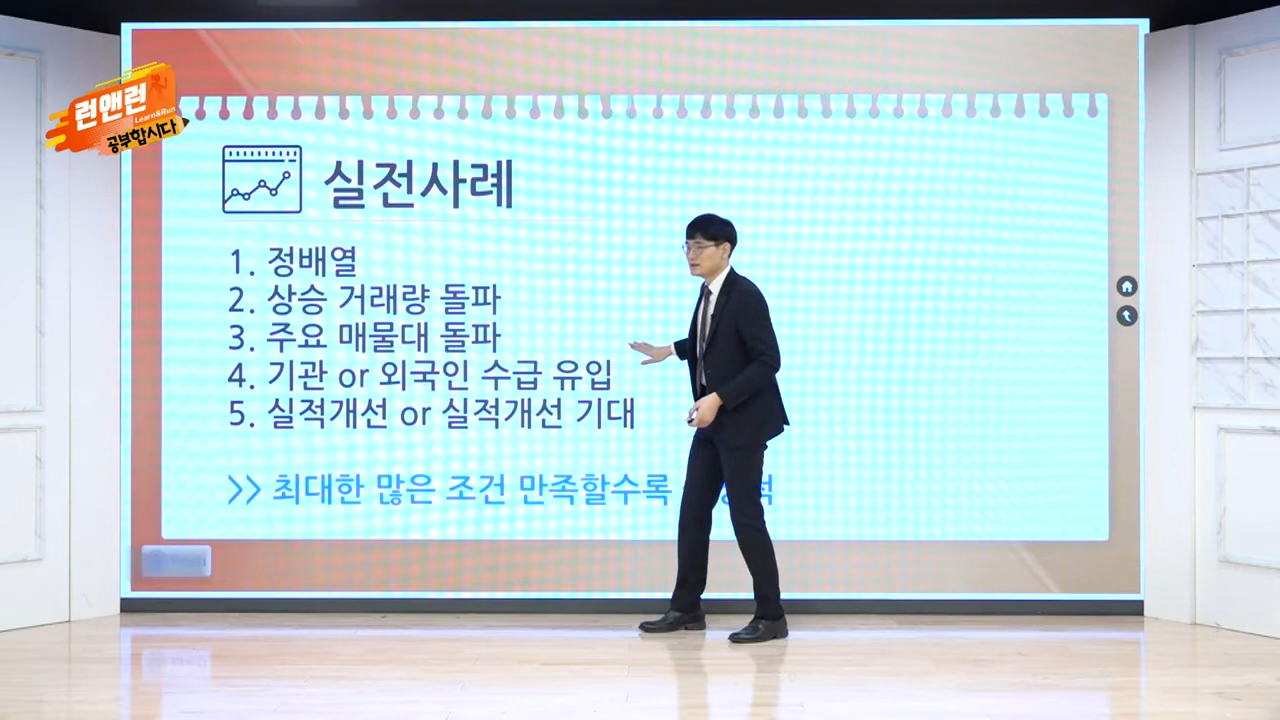 런앤런
Learn&Run
공부합시다
실전사례
1. 정배열
2. 상승 거래량 돌파
3. 주요 매물대 돌파
4. 기관 or 외국인 수급 유입
5. 실적개선 or 실적개선 기대
>> 최대한 많은 조건 만족할수록